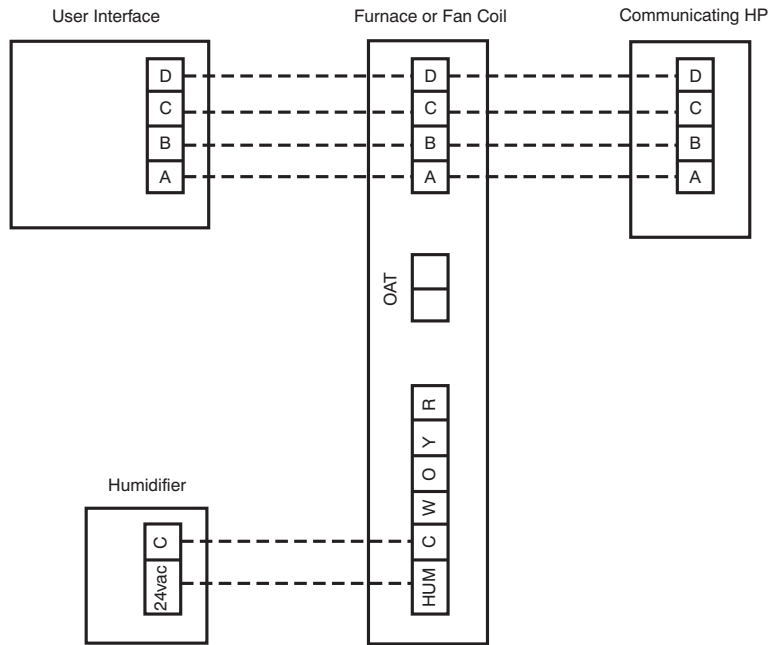 User Interface
Furnace or Fan Coil
Communicating HP
D
C
B
A
D
C
B
A
D
C
B
A
OAT
R
Y
O
W
C
HUM
Humidifier
C
24vac